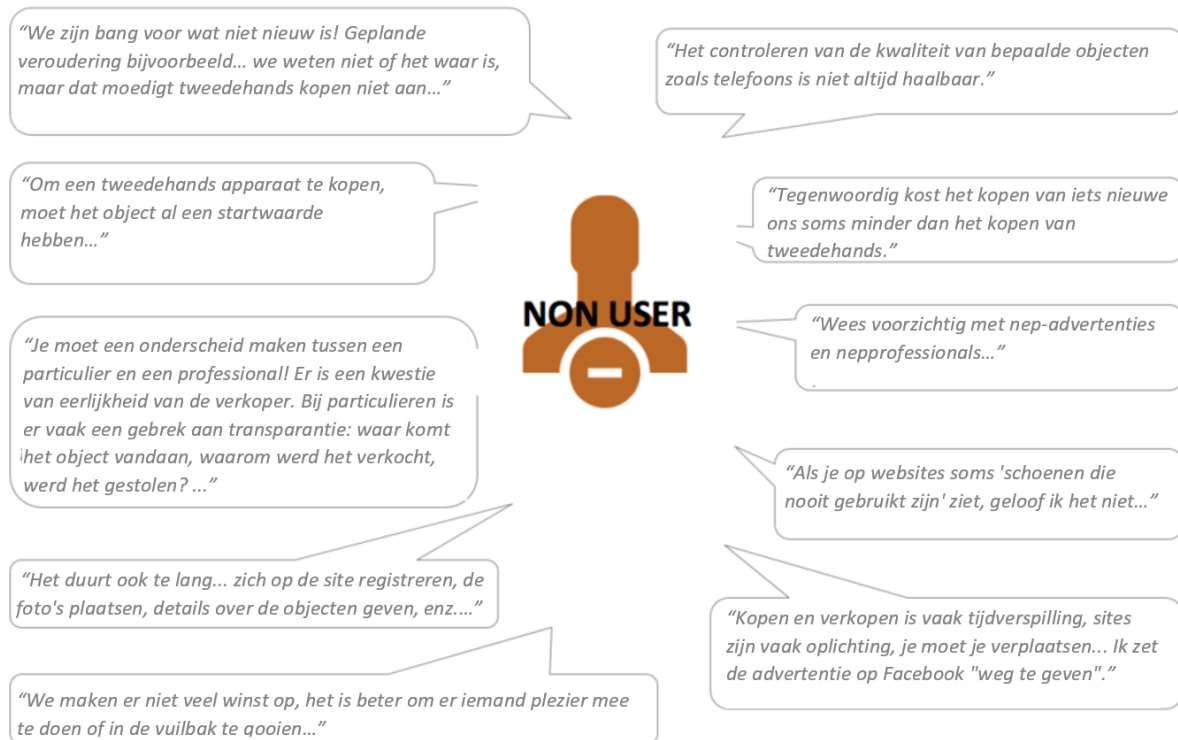 “We zijn bang voor wat niet nieuw is! Geplande
veroudering bijvoorbeeld… we weten niet of het waar is,
maar dat moedigt tweedehands kopen niet aan…”
“Het controleren van de kwaliteit van bepaalde objecten
zoals telefoons is niet altijd haalbaar.”
“Om een tweedehands apparaat te kopen,
moet het object al een startwaarde
hebben…”
“Tegenwoordig kost het kopen van iets nieuwe
ons soms minder dan het kopen van
tweedehands.”
NON USER
“Wees voorzichtig met nep-advertenties
en nepprofessionals…”
“Je moet een onderscheid maken tussen een
particulier en een professional! Er is een kwestie
van eerlijkheid van de verkoper. Bij particulieren is
er vaak een gebrek aan transparantie: waar komt
het object vandaan, waarom werd het verkocht,
werd het gestolen? ...”
“Als je op websites soms 'schoenen die
nooit gebruikt zijn' ziet, geloof ik het niet…”
“Het duurt ook te lang... zich op de site registreren, de
foto's plaatsen, details over de objecten geven, enz.…”
“Kopen en verkopen is vaak tijdverspilling, sites
zijn vaak oplichting, je moet je verplaatsen... Ik zet
de advertentie op Facebook "weg te geven".”
“We maken er niet veel winst op, het is beter om er iemand plezier mee
te doen of in de vuilbak te gooien…”